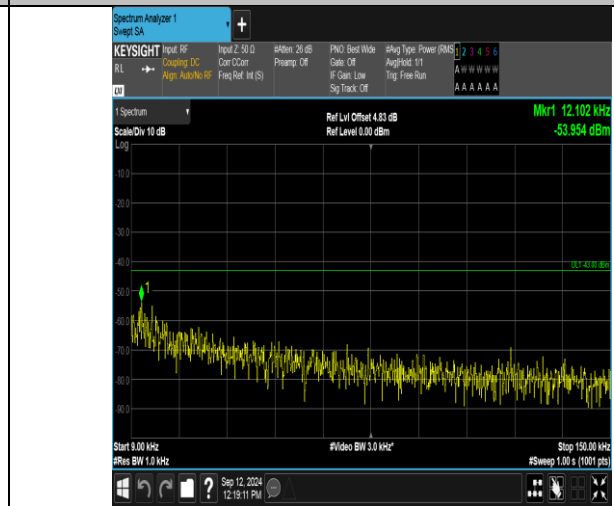 Spectrum Analyzer 1
Swept SA
+
KEYSIGHT Input: RF Input Z: 50 Ω #Atten: 26 dB PNO: Best Wide #Avg Type: Power (RMS 1 2 3 4 5 6
RL Coupling: DC Corr CCorr Preamp: Off Gate: Off Avg|Hold: 1/1 A W W W W W
Align: Auto/No RF Freq Ref: Int (S) IF Gain: Low Trig: Free Run
Sig Track: Off A A A A A A
LXI
1 Spectrum Ref Lvl Offset 4.83 dB Mkr1 12.102 kHz
Scale/Div 10 dB Ref Level 0.00 dBm -53.954 dBm
Log
-10.0
-20.0
-30.0
-40.0
DL1 -43.00 dBm
-50.0
1
-60.0
-70.0
-80.0
-90.0
Start 9.00 kHz #Video BW 3.0 kHz* Stop 150.00 kHz
#Res BW 1.0 kHz #Sweep 1.00 s (1001 pts)
? Sep 12, 2024
12:19:11 PM